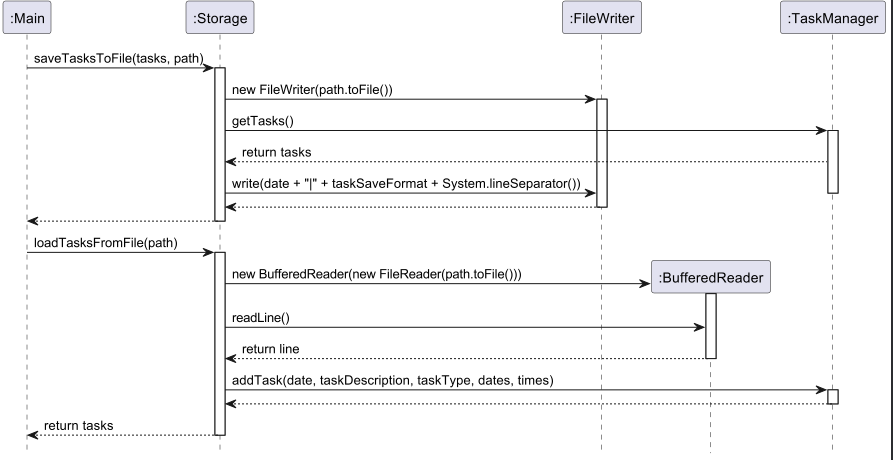 :Main
:Storage
:FileWriter
:TaskManager
saveTasksToFile(tasks, path)
new FileWriter(path.toFile())
getTasks()
return tasks
write(date + "|" + taskSaveFormat + System.lineSeparator())
loadTasksFromFile(path)
new BufferedReader(new FileReader(path.toFile()))
:BufferedReader
readLine()
return line
addTask(date, taskDescription, taskType, dates, times)
return tasks